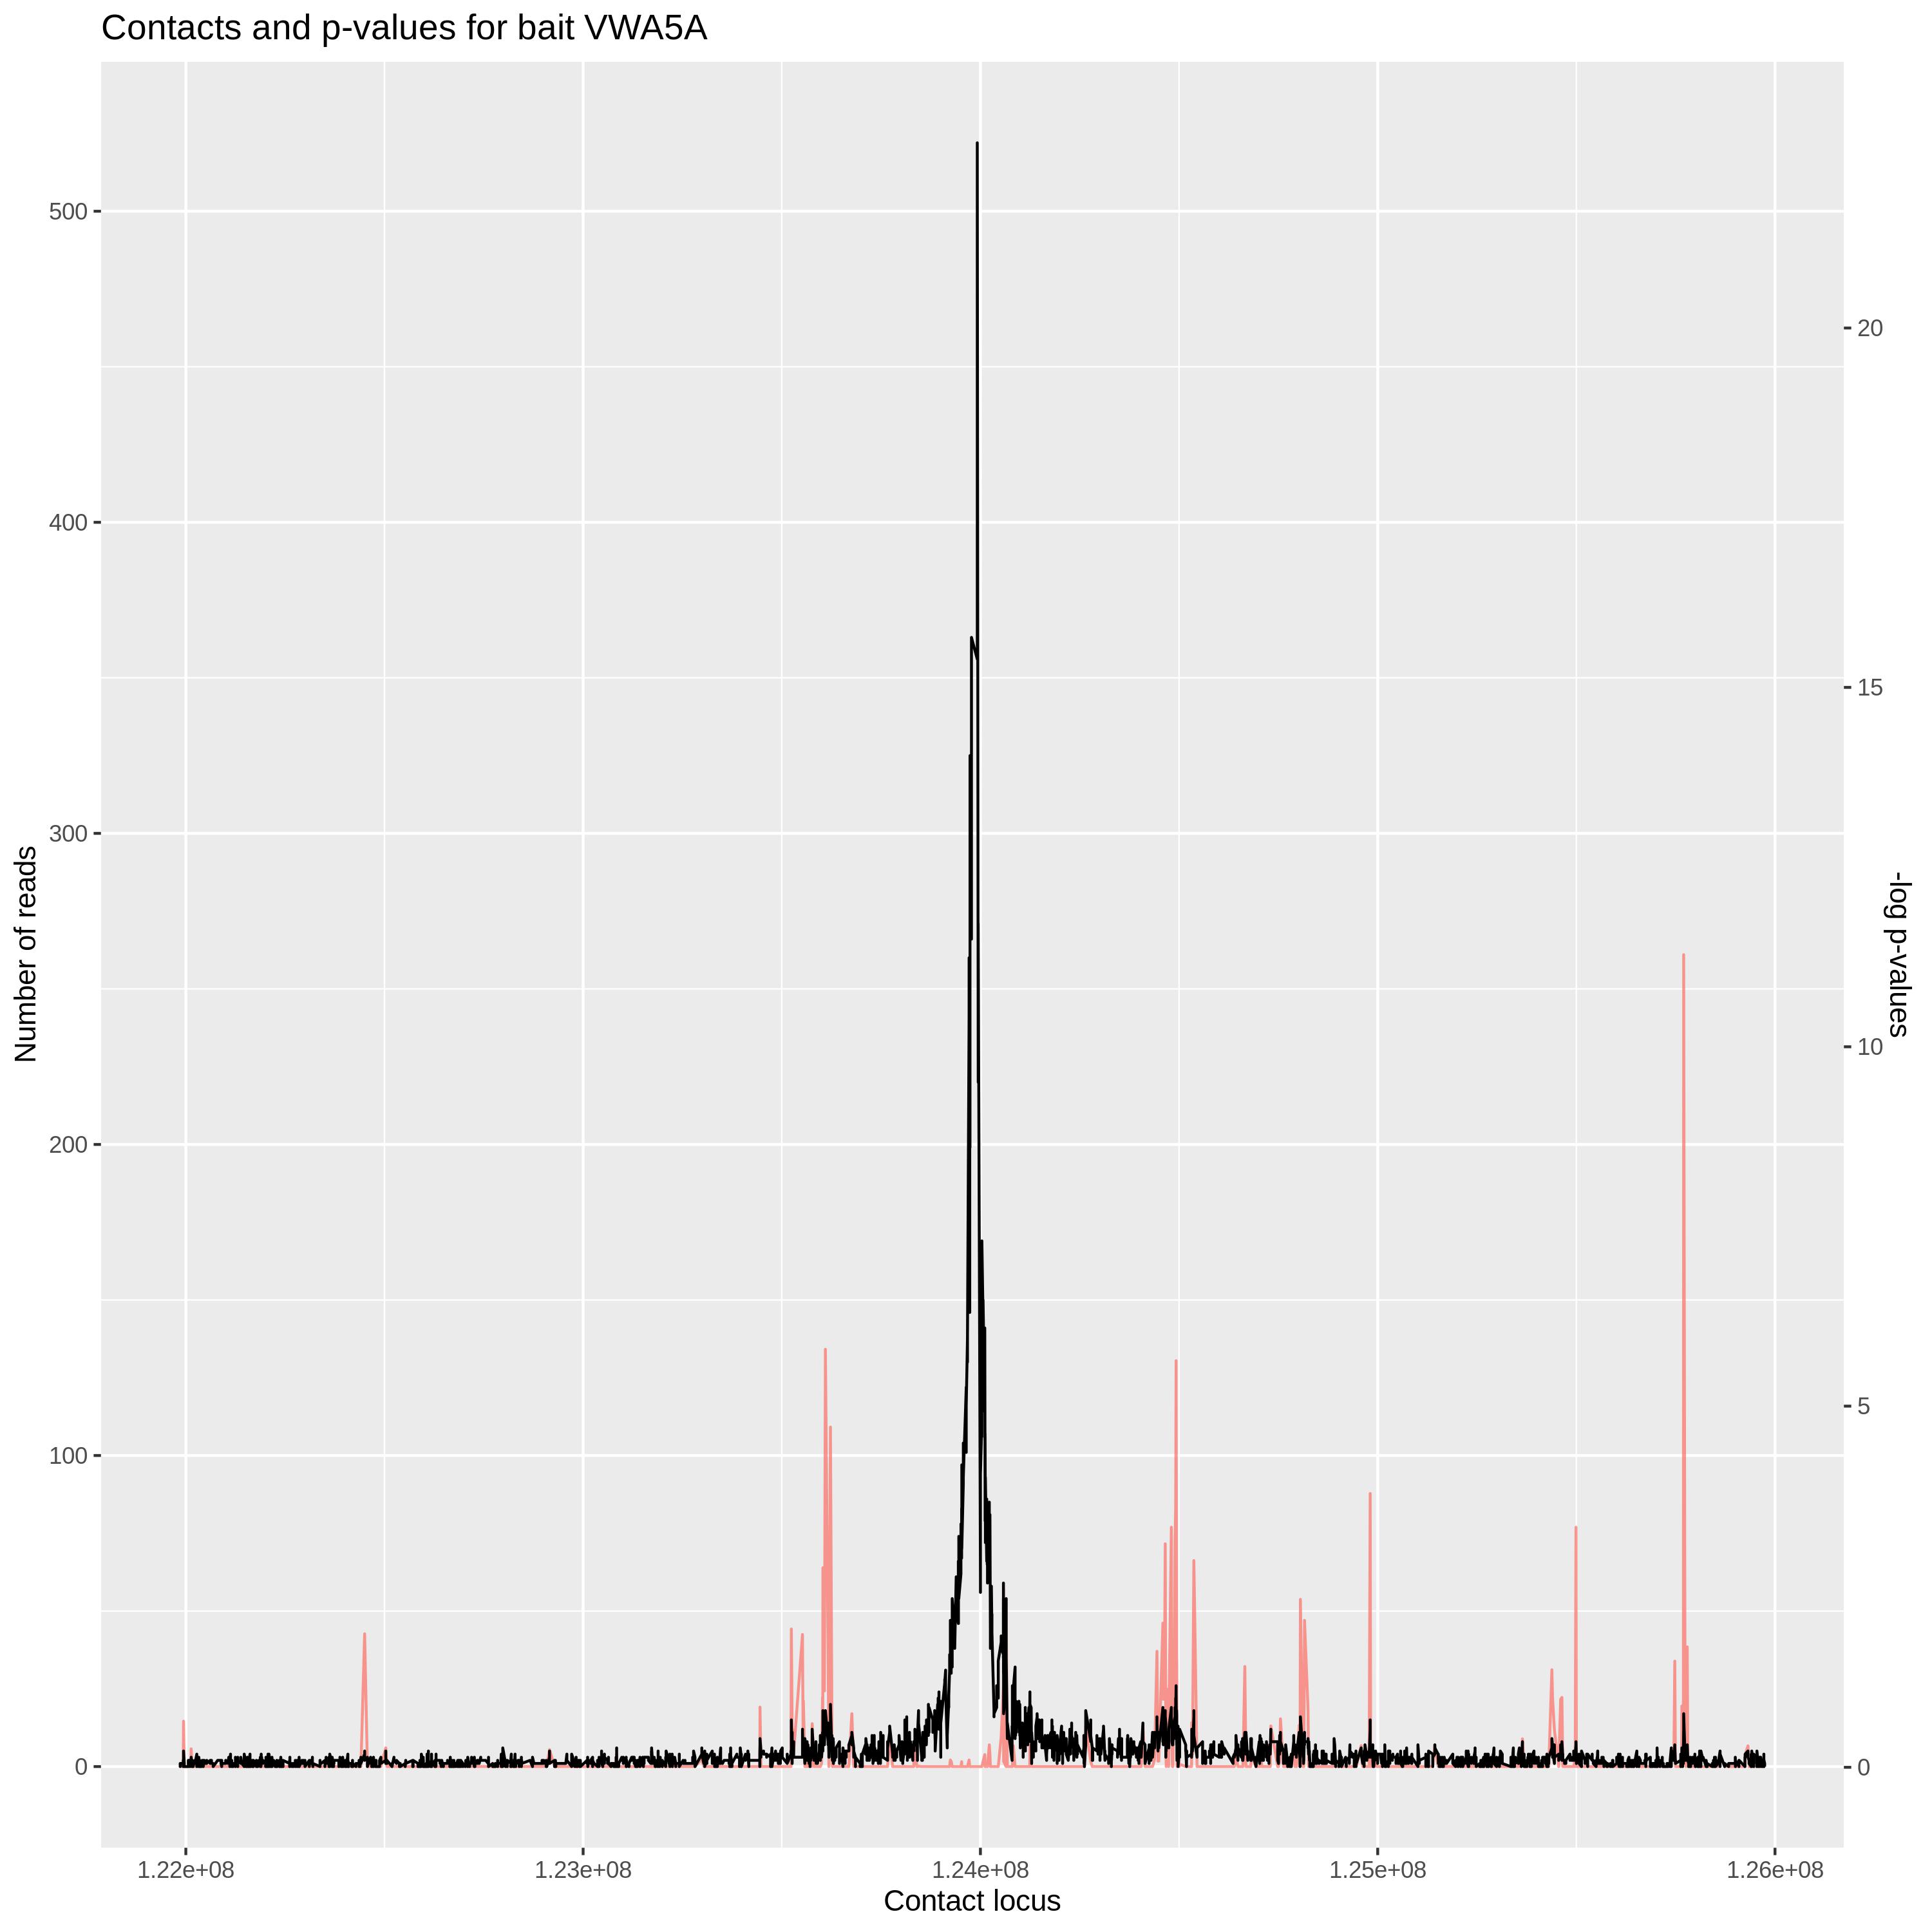 Contacts and p-values for bait VWA5A
Number of reads
500
400
300
200
100
0
20
15
10
5
0
-log p-values
1.22e+08
1.23e+08
1.24e+08
1.25e+08
1.26e+08
Contact locus